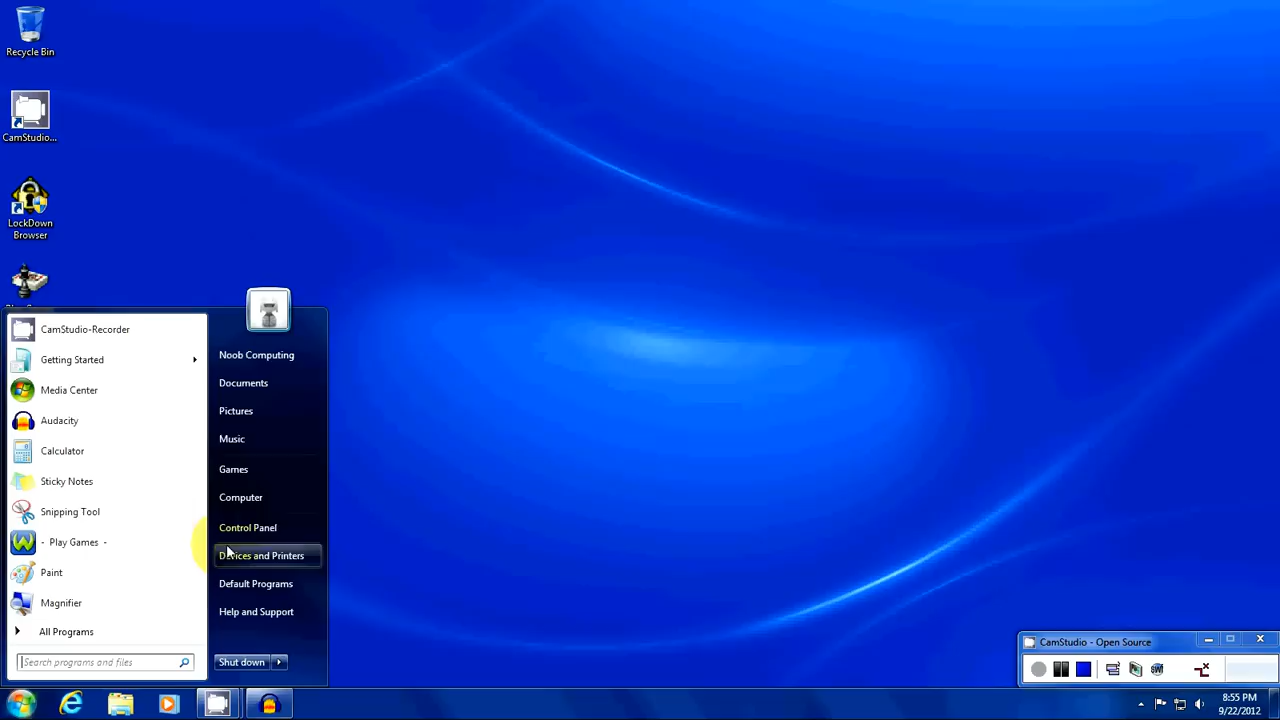 Recycle Bin
CamStudio...
LockDown
Browser
CamStudio-Recorder
Getting Started
Media Center
Audacity
Calculator
Sticky Notes
Snipping Tool
- Play Games -
Paint
Magnifier
All Programs
Search programs and files
Noob Computing
Documents
Pictures
Music
Games
Computer
Control Panel
Devices and Printers
Default Programs
Help and Support
Shut down
CamStudio - Open Source
8:55 PM
9/22/2012